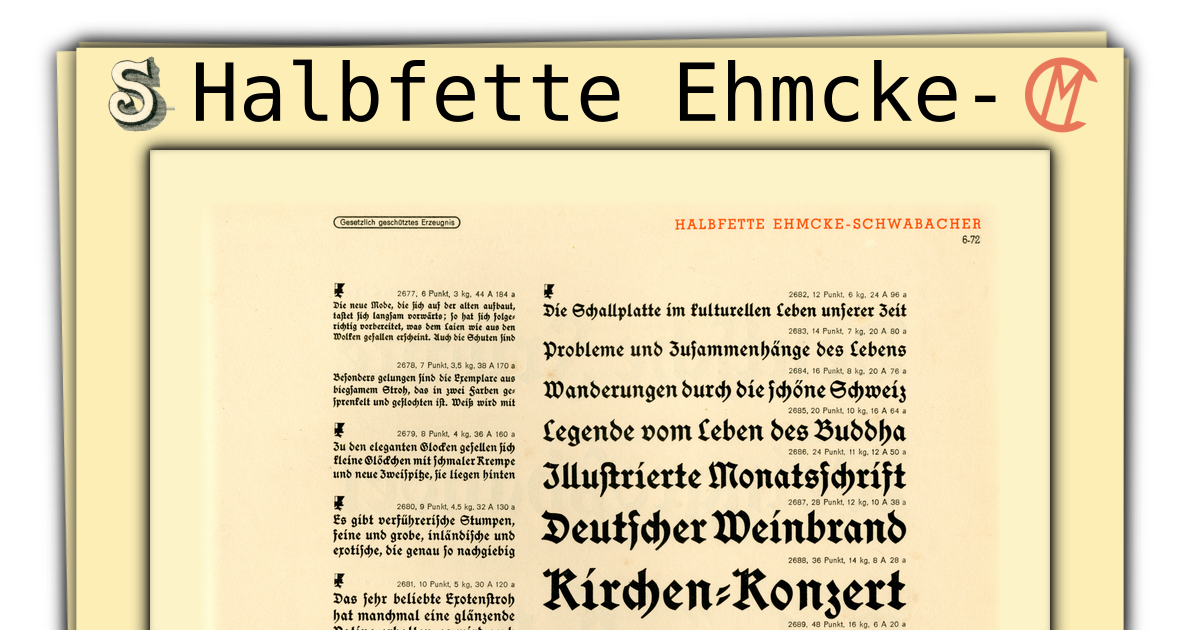 Halbfette Ehmcke-
Gesetzlich geschütztes Erzeugnis
HALBFETTE EHMCKE-SCHWABACHER
6-72
2677, 6 Punkt, 3 kg, 44 A 184 a
Die neue Mode, die sich auf der alten aufbaut,
tastet sich langsam vorwärts; so hat sich folge-
richtig vorbereitet, was dem Laien wie aus den
Wolken gefallen erscheint. Auch die Schuten sind
2678, 7 Punkt, 3,5 kg, 38 A 170 a
Besonders gelungen sind die Exemplare aus
biegsamem Stroh, das in zwei Farben ge-
sprenkelt und geflochten ist. Weiß wird mit
2679, 8 Punkt, 4 kg, 36 A 160 a
Zu den eleganten Glocken gesellen sich
kleine Glöckchen mit schmaler Krempe
und neue Zweispitze, sie liegen hinten
2680, 9 Punkt, 4,5 kg, 32 A 130 a
Es gibt verführerische Stumpen,
feine und grobe, inländische und
exotische, die genau so nachgiebig
2681, 10 Punkt, 5 kg, 30 A 120 a
Das sehr beliebte Exotenstroh
hat manchmal eine glänzende
2682, 12 Punkt, 6 kg, 24 A 96 a
Die Schallplatte im kulturellen Leben unserer Zeit
2683, 14 Punkt, 7 kg, 20 A 80 a
Probleme und Zusammenhänge des Lebens
2684, 16 Punkt, 8 kg, 20 A 76 a
Wanderungen durch die schöne Schweiz
2685, 20 Punkt, 10 kg, 16 A 64 a
Legende vom Leben des Buddha
2686, 24 Punkt, 11 kg, 12 A 50 a
Illustrierte Monatsschrift
2687, 28 Punkt, 12 kg, 10 A 38 a
Deutscher Weinbrand
2688, 36 Punkt, 14 kg, 8 A 28 a
Kirchen-Konzert
2689, 48 Punkt, 16 kg, 6 A 20 a